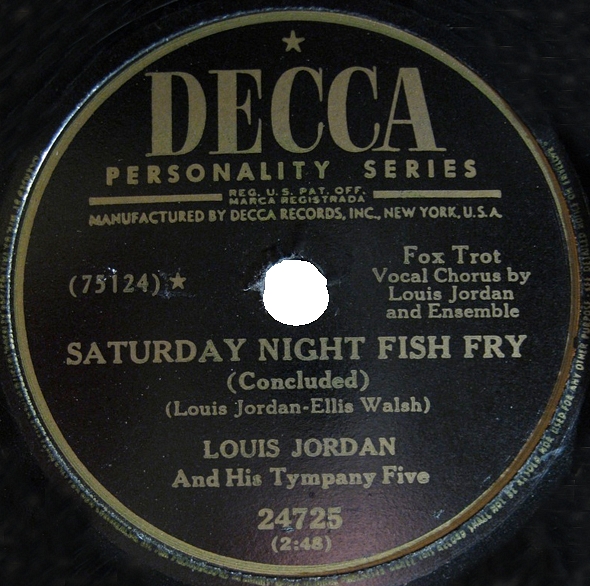 DECCA
PERSONALITY SERIES
REG. U.S. PAT. OFF.
MARCA REGISTRADA
MANUFACTURED BY DECCA RECORDS, INC., NEW YORK, U.S.A.
(75124) ★
Fox Trot
Vocal Chorus by
Louis Jordan
and Ensemble
SATURDAY NIGHT FISH FRY
(Concluded)
(Louis Jordan-Ellis Walsh)
LOUIS JORDAN
And His Tympany Five
24725
(2:48)